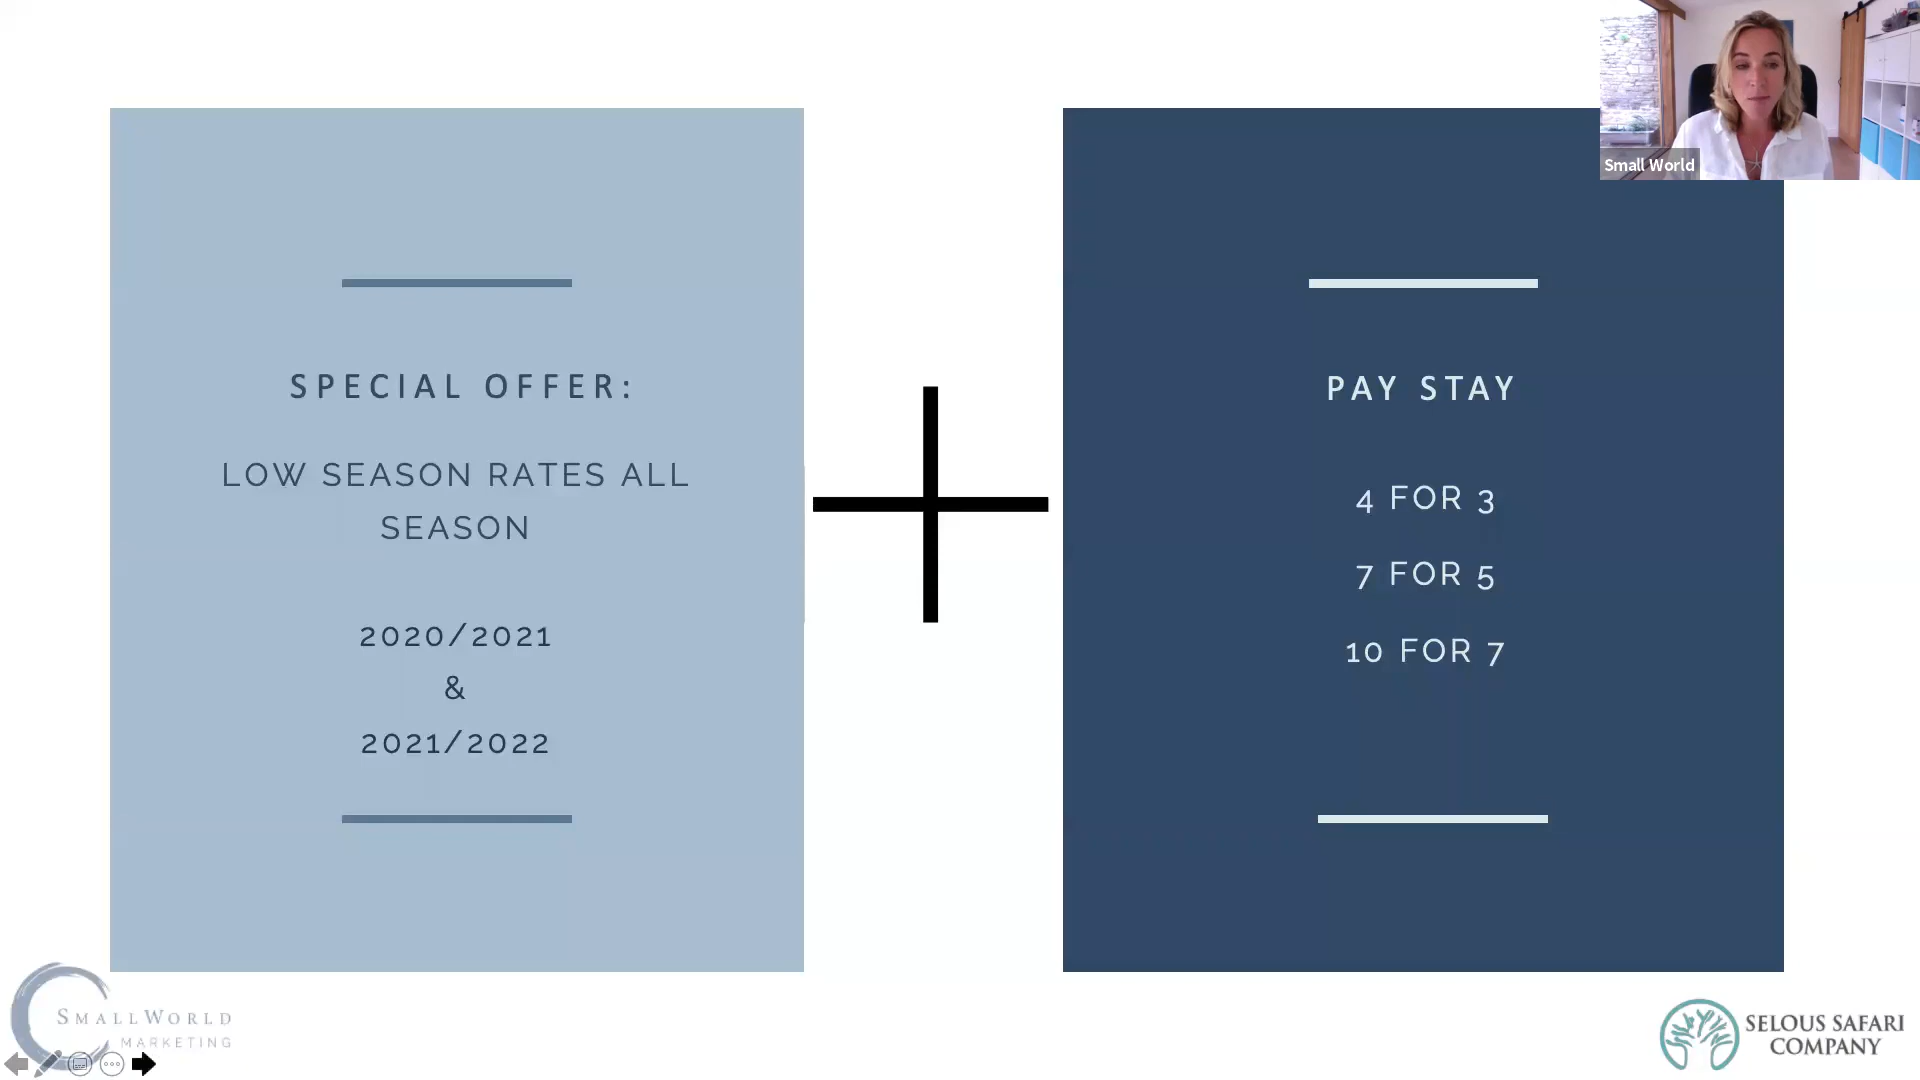 Small World
SPECIAL OFFER:
LOW SEASON RATES ALL
SEASON
2020/2021
&
2021/2022
PAY STAY
4 FOR 3
7 FOR 5
10 FOR 7
SMALLWORLD
MARKETING
SELOUS SAFARI
COMPANY